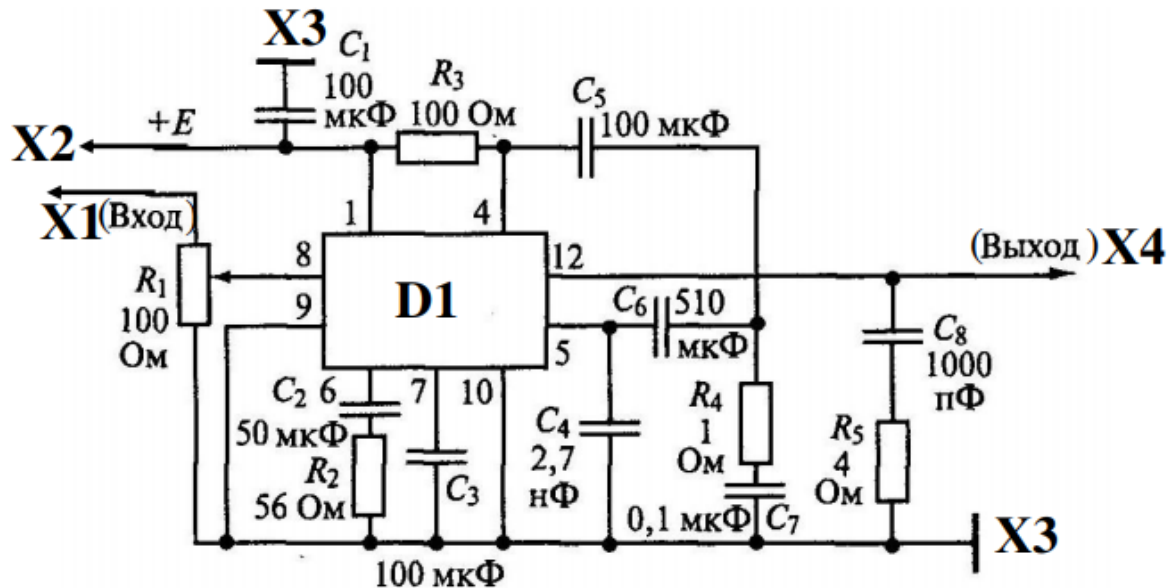 X3
C₁
100
мкФ
R₃
100 Ом
C₅
100 мкФ
+E
X2
X1 (Вход)
1
4
(Выход) X4
8
12
R₁
100
Ом
9
D1
C₆ 510
мкФ
5
C₈
1000
пФ
C₂
6
7
10
50 мкФ
R₂
56 Ом
C₃
C₄
2,7
нФ
R₄
1
Ом
R₅
4
Ом
0,1 мкФ
C₇
X3
100 мкФ